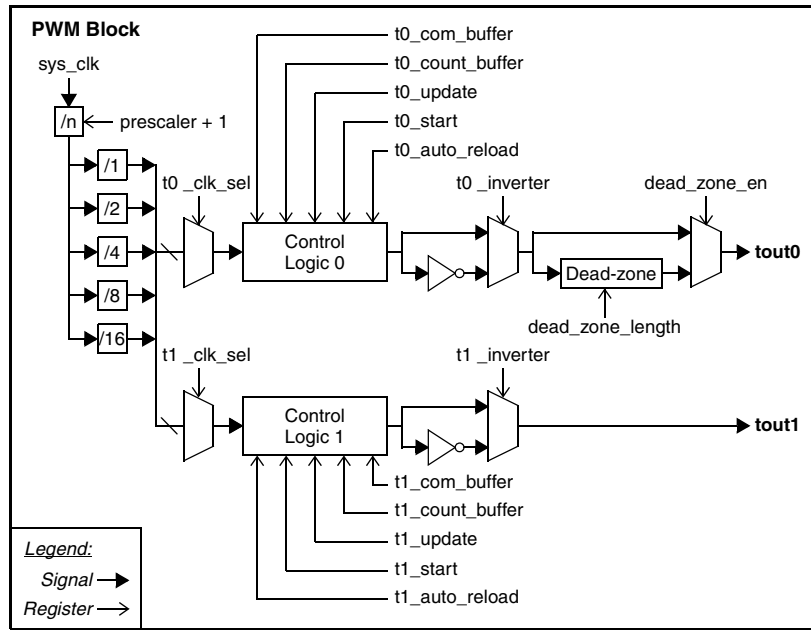 PWM Block
sys_clk
/n
prescaler + 1
/1
/2
/4
/8
/16
t0_com_buffer
t0_count_buffer
t0_update
t0_start
t0_auto_reload
t0 _clk_sel
Control
Logic 0
t0 _inverter
dead_zone_en
Dead-zone
dead_zone_length
tout0
t1 _clk_sel
Control
Logic 1
t1 _inverter
tout1
t1_com_buffer
t1_count_buffer
t1_update
t1_start
t1_auto_reload
Legend:
Signal
Register